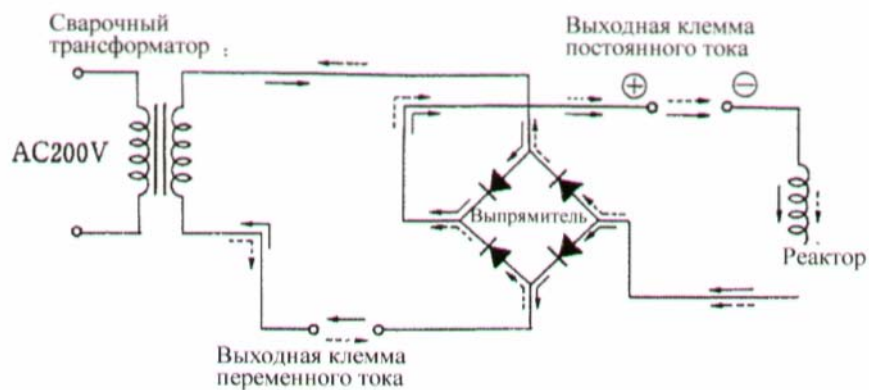 Сварочный
трансформатор :
Выходная клемма
постоянного тока
⊕ ⊖
AC200V
Выпрямитель
Реактор
Выходная клемма
переменного тока